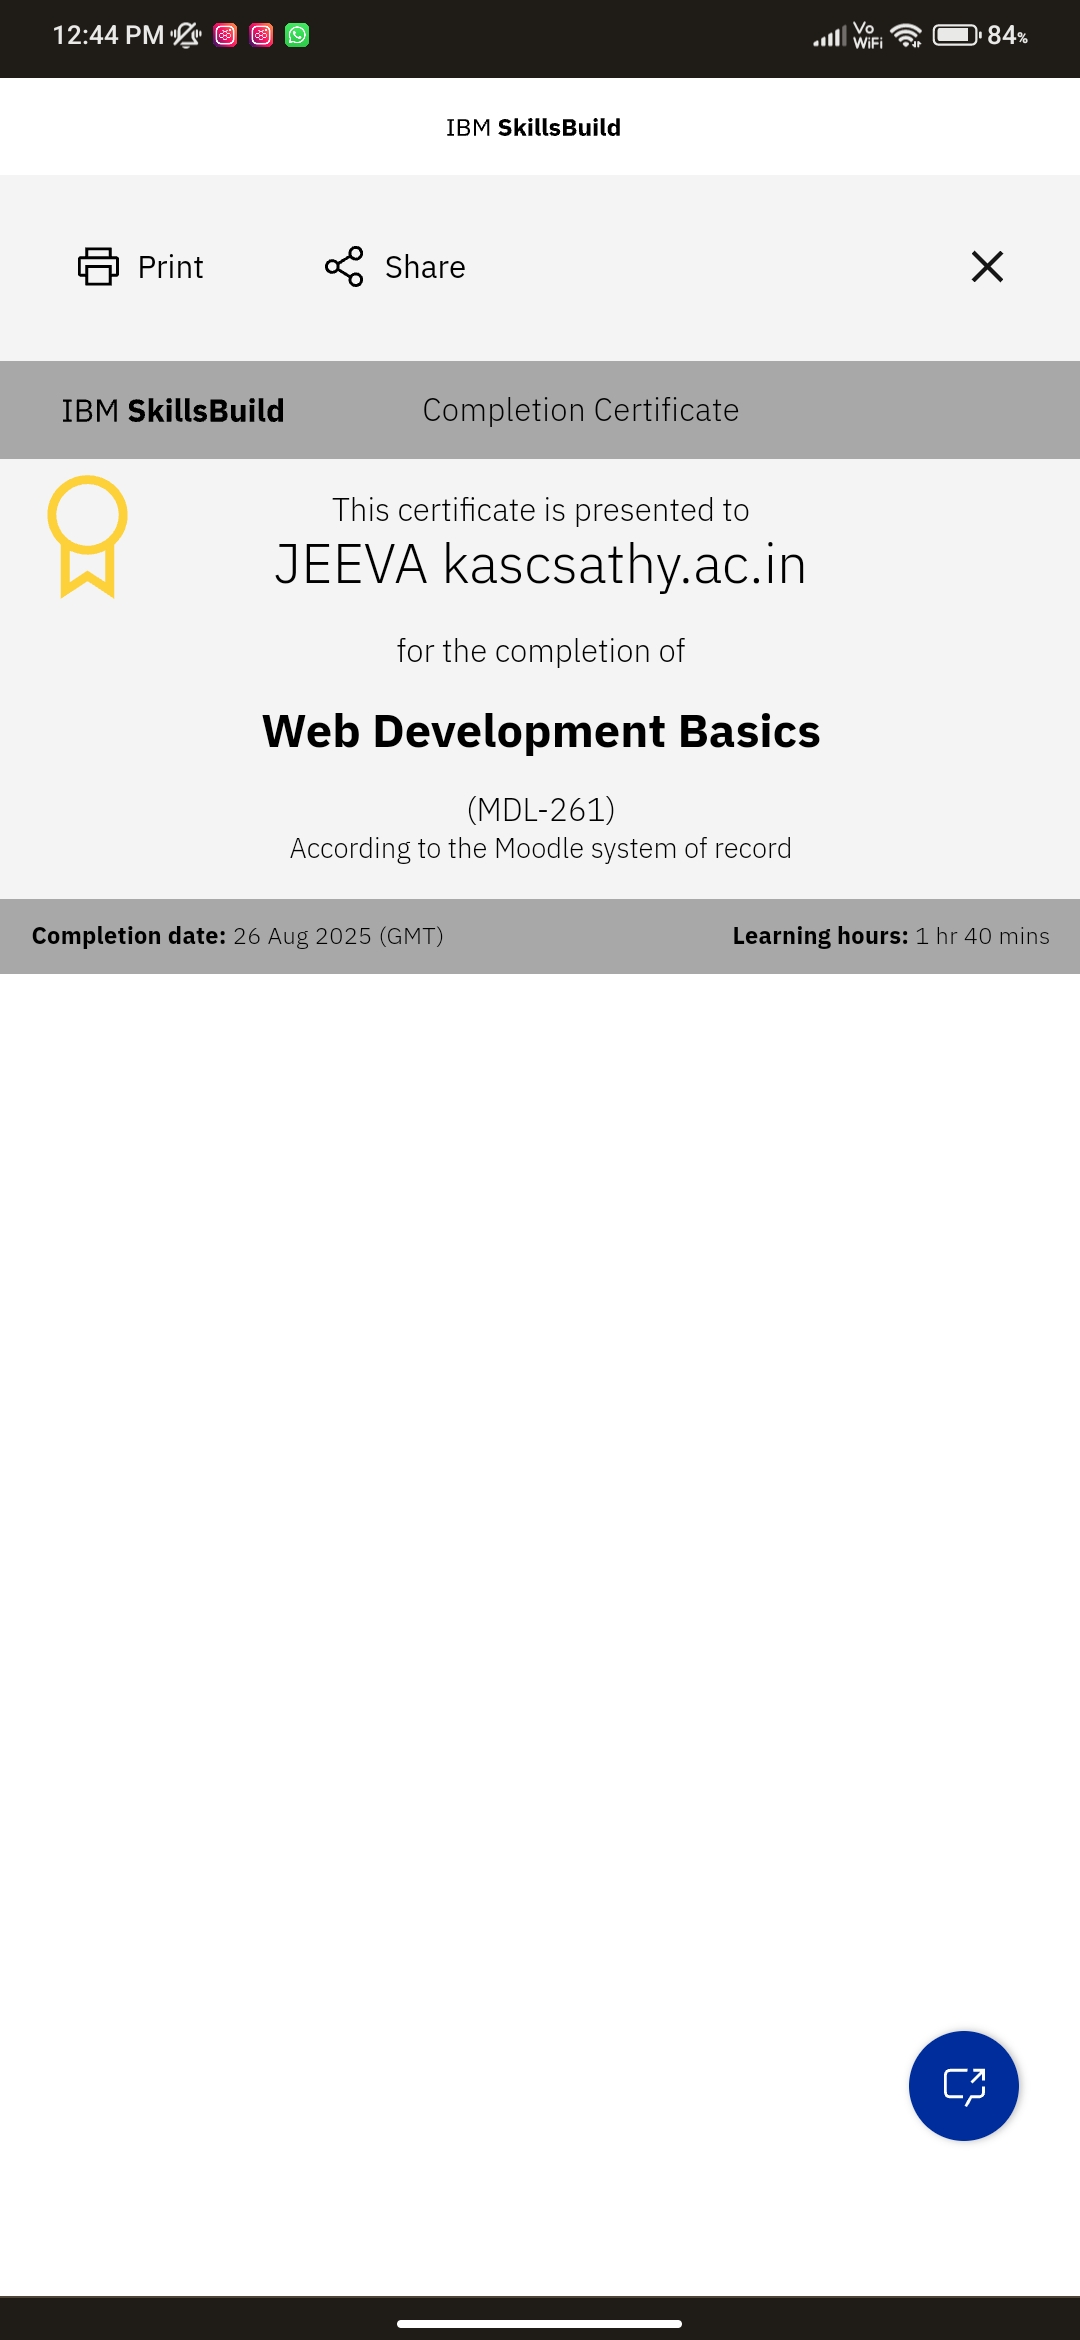 12:44 PM
Vo
WiFi
84%
IBM SkillsBuild
Print
Share
IBM SkillsBuild
Completion Certificate
This certificate is presented to
JEEVA kascsathy.ac.in
for the completion of
Web Development Basics
(MDL-261)
According to the Moodle system of record
Completion date: 26 Aug 2025 (GMT)
Learning hours: 1 hr 40 mins